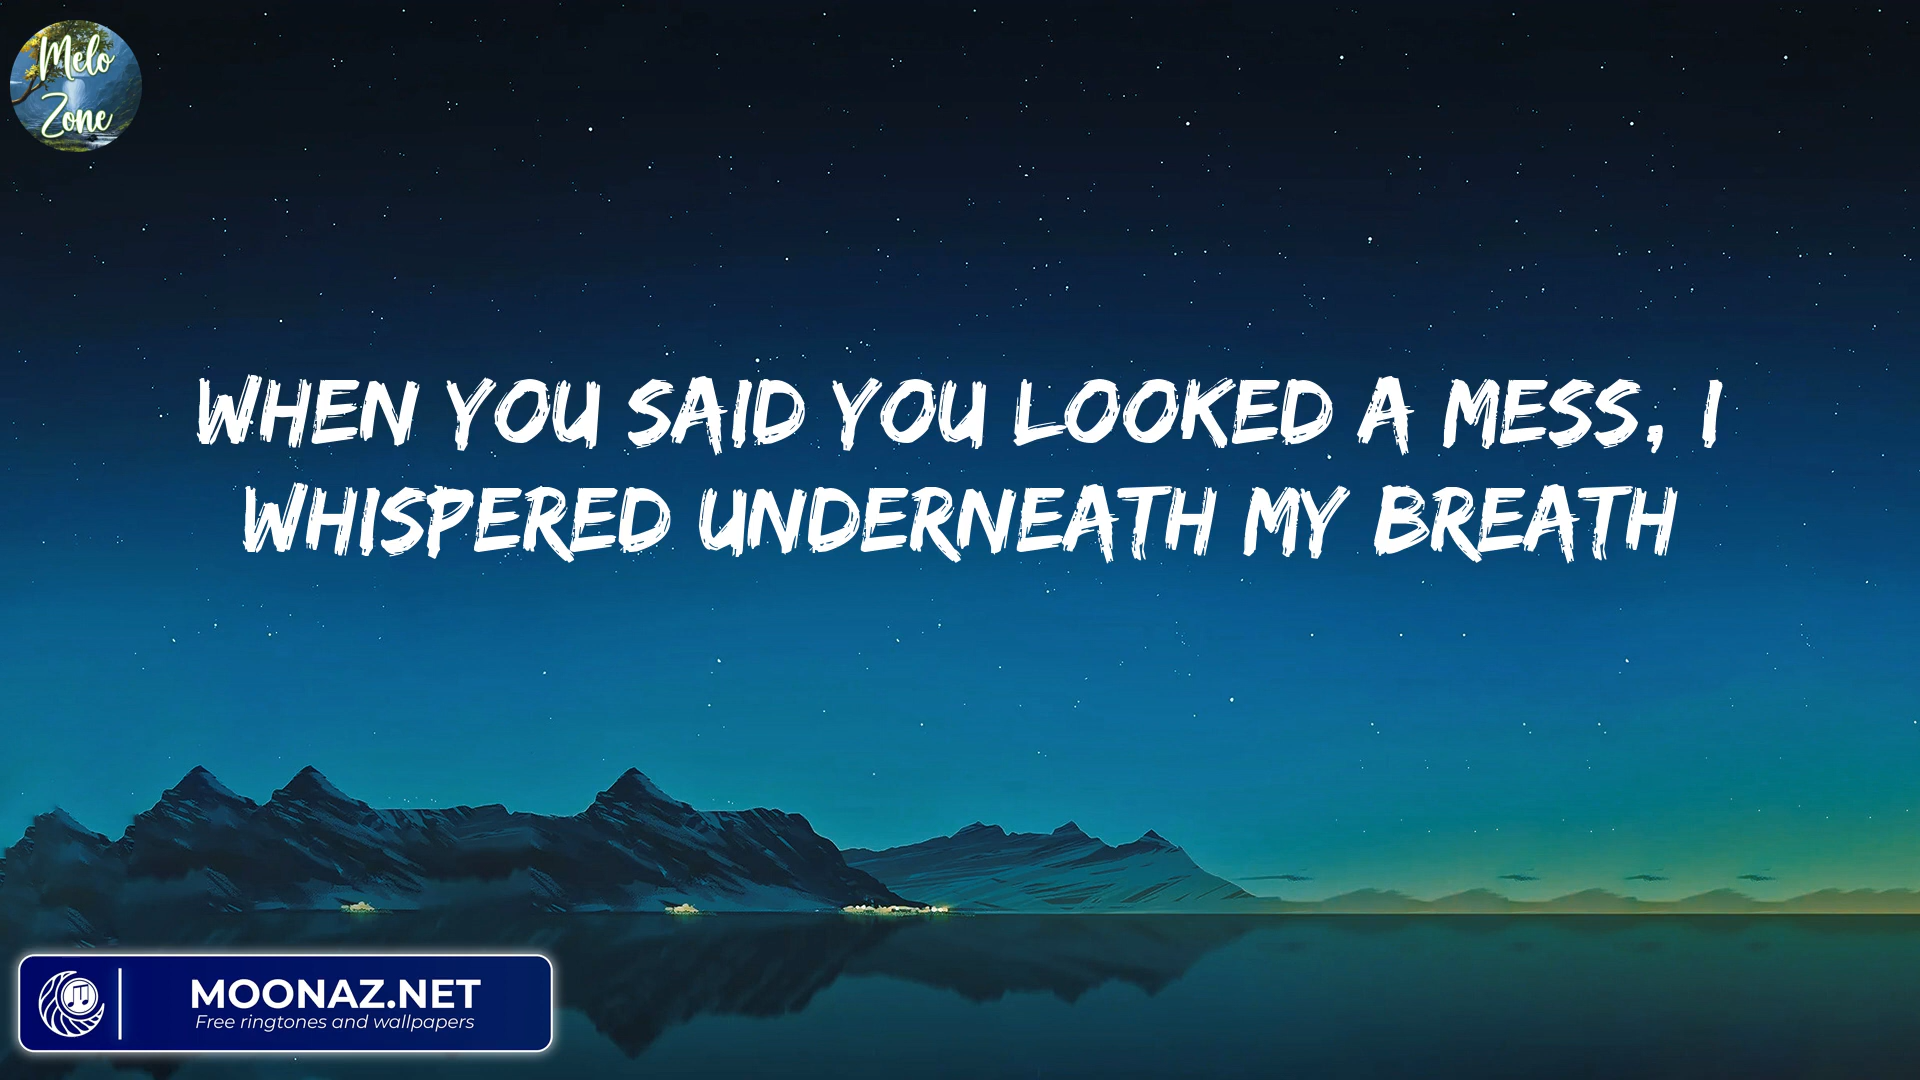 Melo
Zone
WHEN YOU SAID YOU LOOKED A MESS, I
WHISPERED UNDERNEATH MY BREATH
MOONAZ.NET
Free ringtones and wallpapers